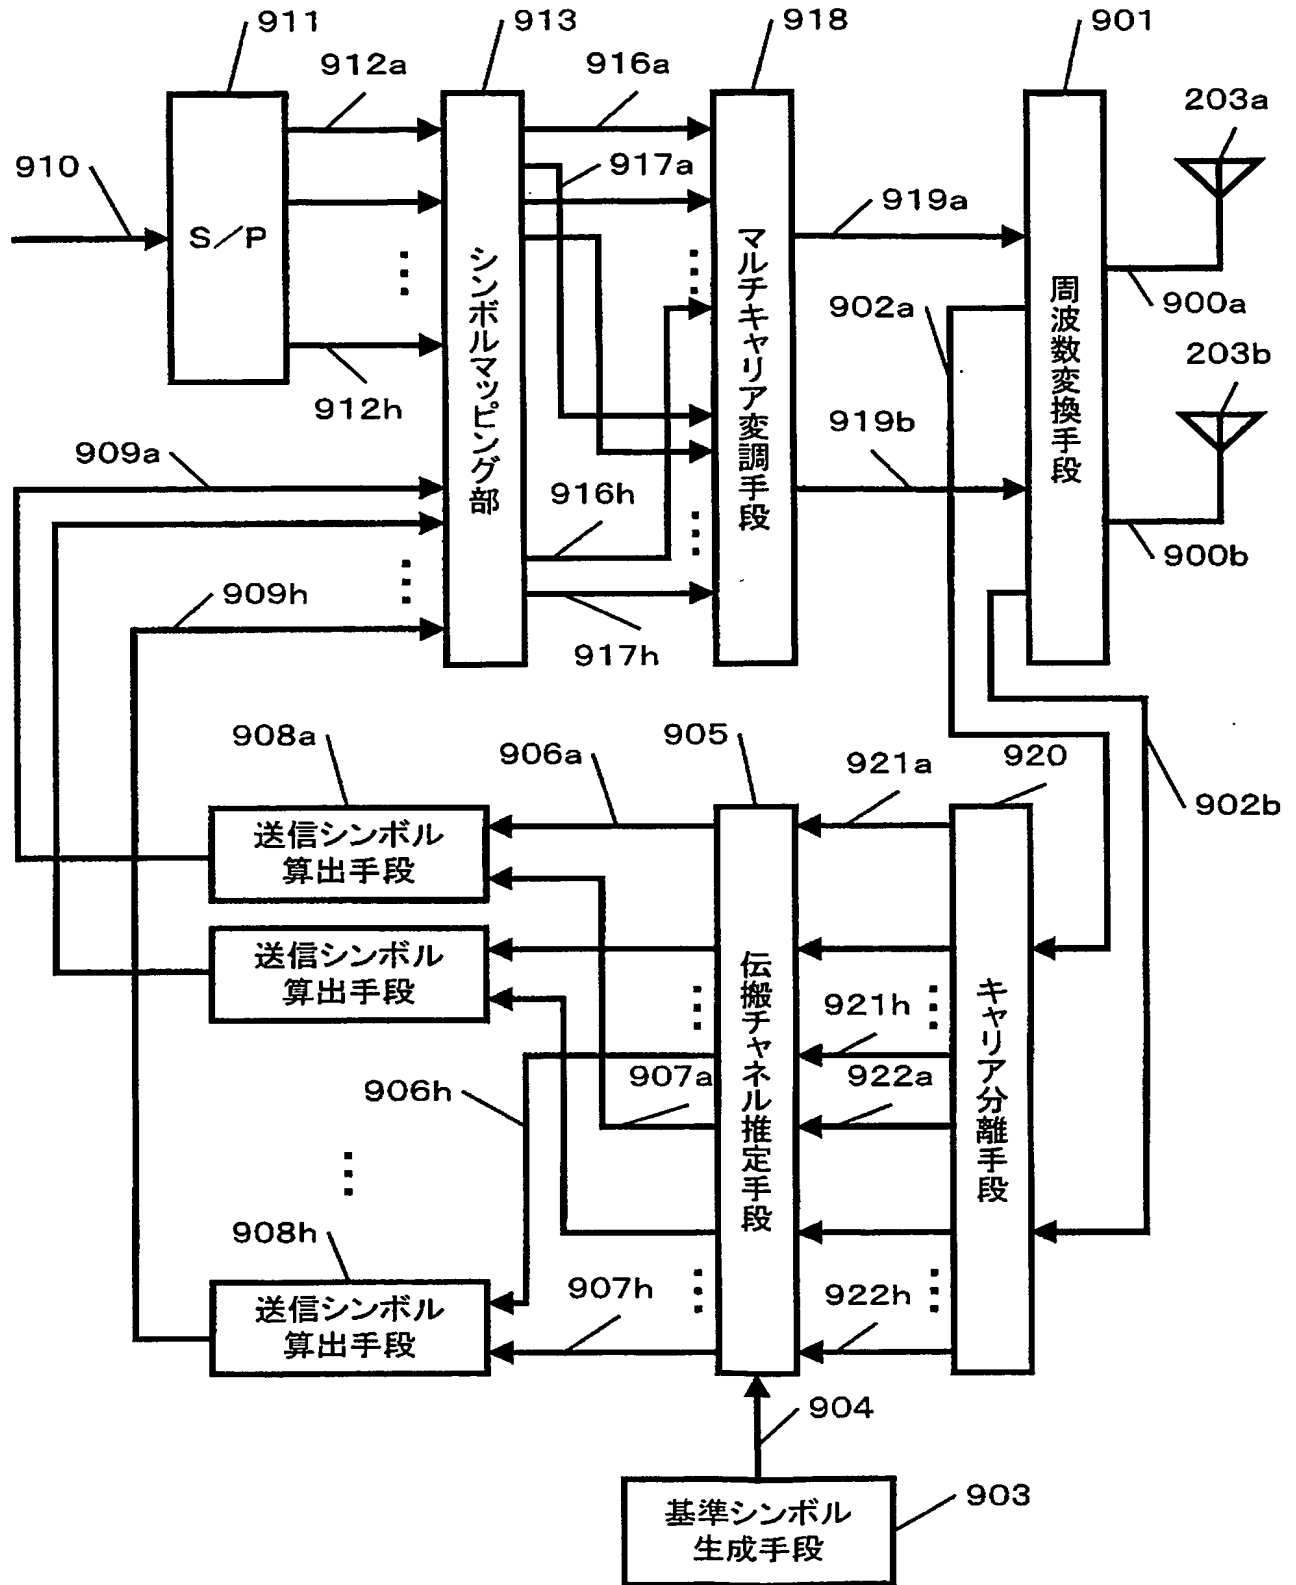 911
913
918
901
912a
916a
203a
910
917a
919a
S/P
シンボルマッピング部
マルチキャリア変調手段
周波数変換手段
902a
900a
203b
912h
909a
919b
916h
900b
909h
917h
908a
905
906a
921a
920
902b
送信シンボル
算出手段
送信シンボル
算出手段
伝搬チャネル推定手段
キャリア分離手段
921h
907a
922a
906h
908h
907h
922h
送信シンボル
算出手段
904
903
基準シンボル
生成手段